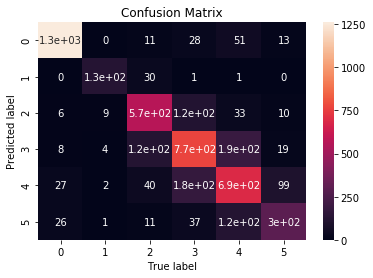 Confusion Matrix
0 1.3e+03 0 11 28 51 13
1 0 1.3e+02 30 1 1 0
2 6 9 5.7e+02 1.2e+02 33 10
3 8 4 1.2e+02 7.7e+02 1.9e+02 19
4 27 2 40 1.8e+02 6.9e+02 99
5 26 1 11 37 1.2e+02 3e+02
0 1 2 3 4 5
Predicted label
True label
1250
1000
750
500
250
0